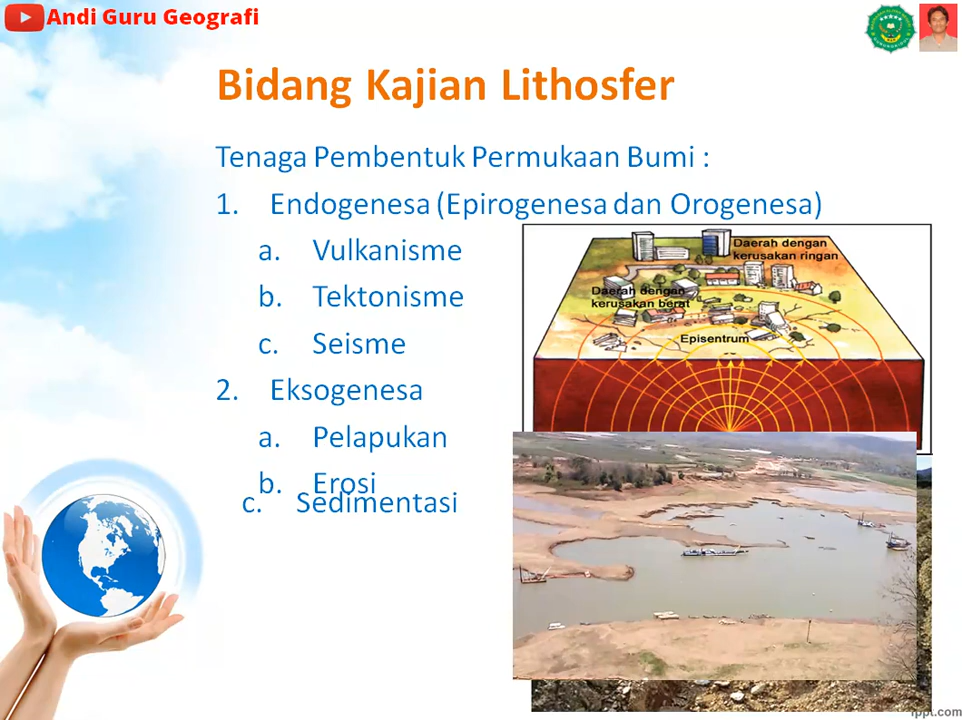 Andi Guru Geografi
Bidang Kajian Lithosfer
Tenaga Pembentuk Permukaan Bumi :
1. Endogenesa (Epirogenesa dan Orogenesa)
a. Vulkanisme
b. Tektonisme
c. Seisme
2. Eksogenesa
a. Pelapukan
b. Erosi
c. Sedimentasi
Daerah dengan
kerusakan ringan
Daerah dengan
kerusakan berat
Episentrum
fppt.com